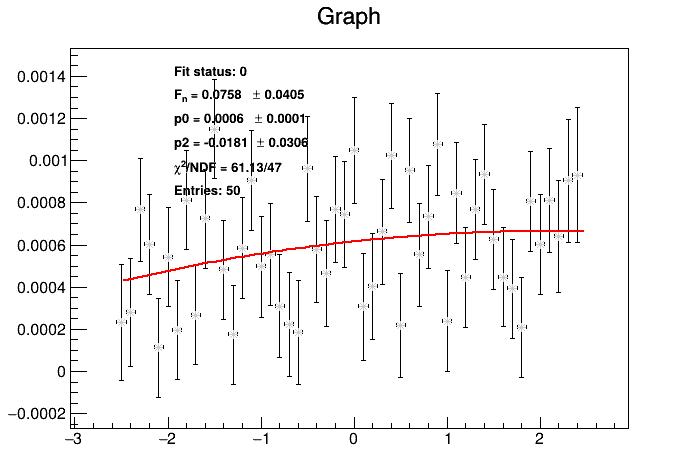 Graph
Fit status: 0
Fn = 0.0758 ± 0.0405
p0 = 0.0006 ± 0.0001
p2 = -0.0181 ± 0.0306
χ²/NDF = 61.13/47
Entries: 50
0.0014
0.0012
0.001
0.0008
0.0006
0.0004
0.0002
0
−0.0002
−3 −2 −1 0 1 2